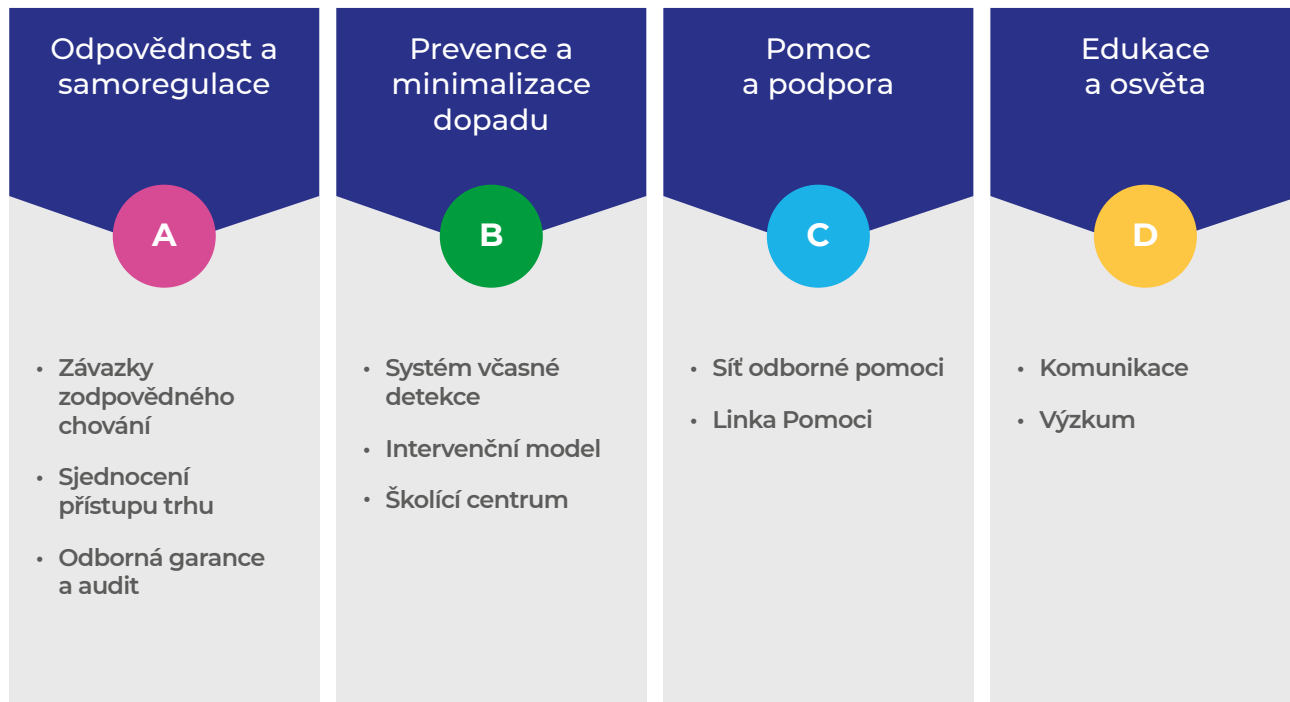 Odpovědnost a
samoregulace
A
• Závazky
zodpovědného
chování
• Sjednocení
přístupu trhu
• Odborná garance
a audit
Prevence a
minimalizace
dopadu
B
• Systém včasné
detekce
• Intervenční model
• Školící centrum
Pomoc
a podpora
C
• Síť odborné pomoci
• Linka Pomoci
Edukace
a osvěta
D
• Komunikace
• Výzkum